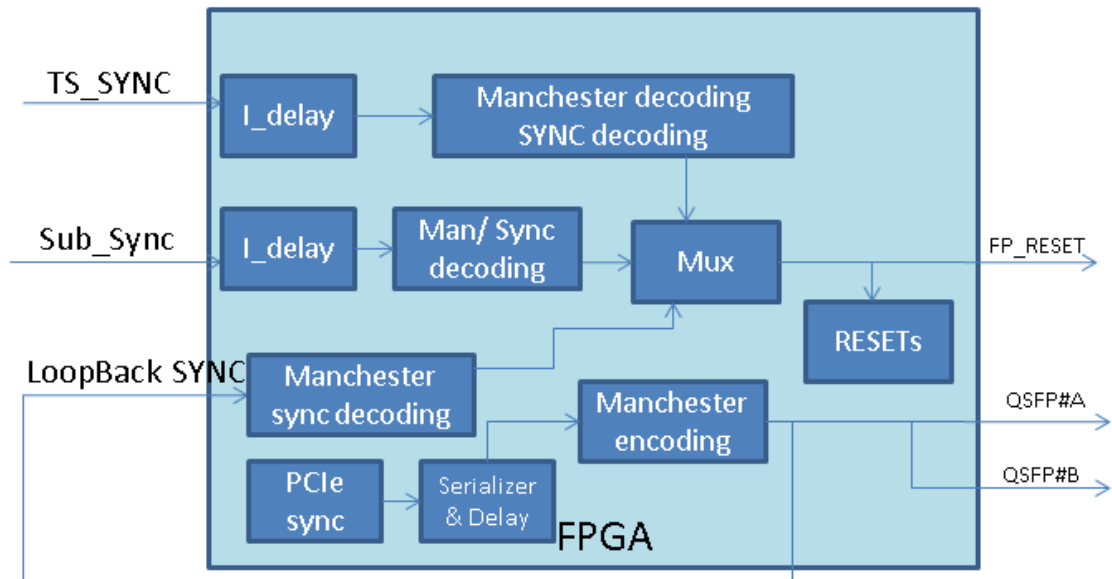 TS_SYNC
I_delay
Manchester decoding
SYNC decoding
Sub_Sync
I_delay
Man/ Sync
decoding
Mux
FP_RESET
RESETs
LoopBack SYNC
Manchester
sync decoding
Manchester
encoding
QSFP#A
QSFP#B
PCIe
sync
Serializer
& Delay
FPGA